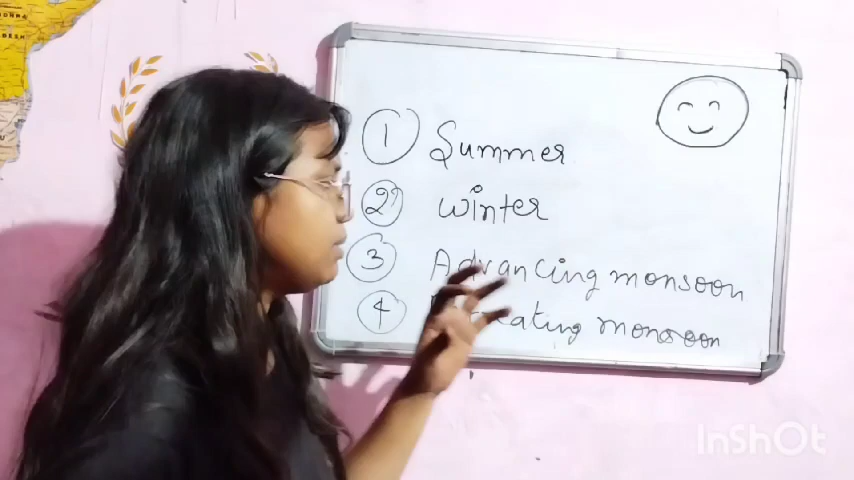 1 Summer
2 winter
3 Advancing monsoon
4 monsoon
InShOt